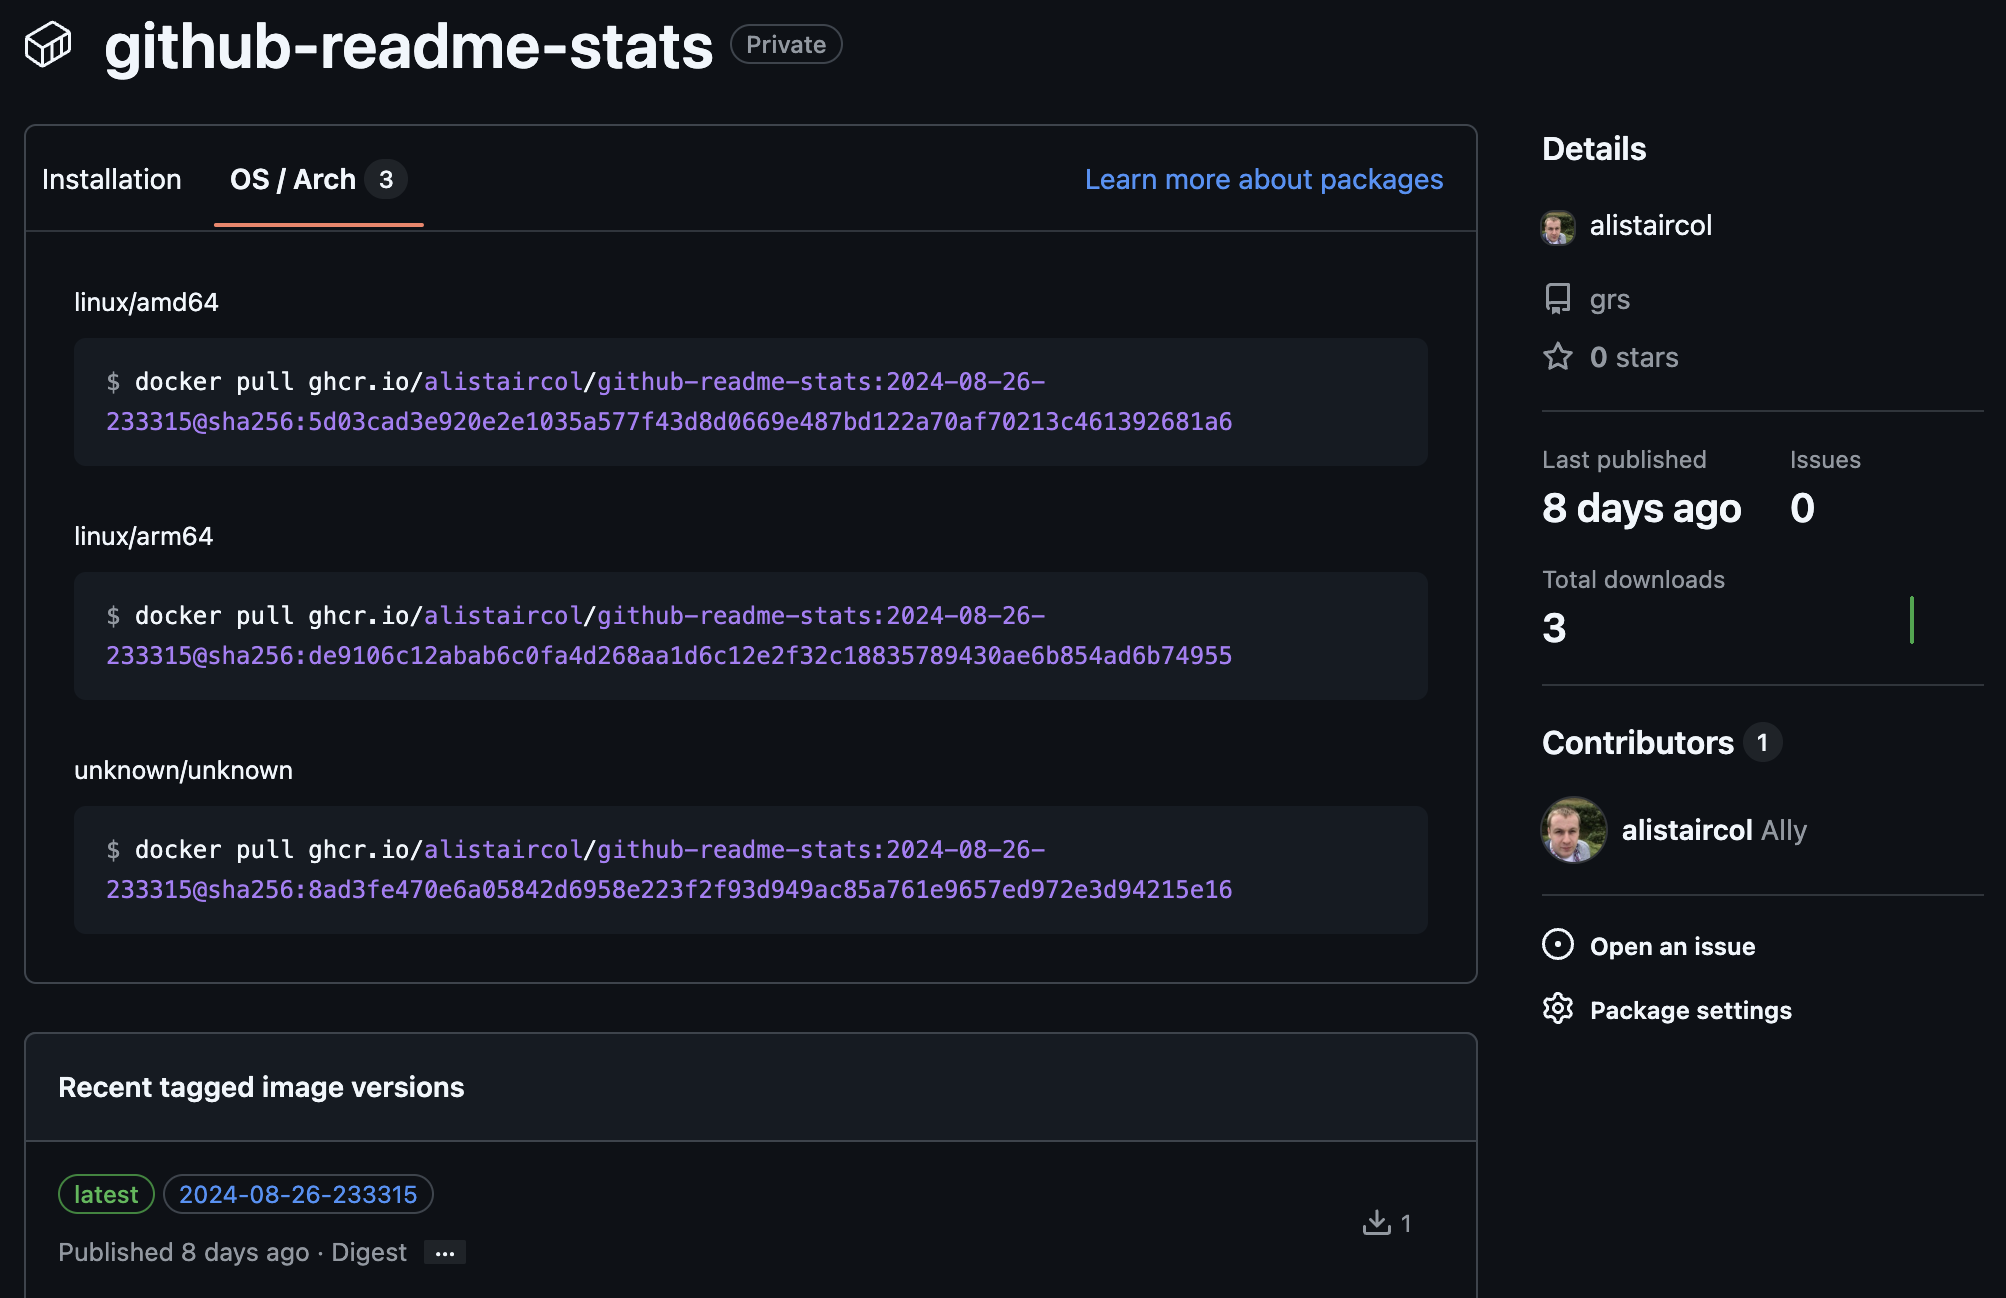 github-readme-stats Private
Installation OS / Arch 3 Learn more about packages
linux/amd64
$ docker pull ghcr.io/alistaircol/github-readme-stats:2024-08-26-
233315@sha256:5d03cad3e920e2e1035a577f43d8d0669e487bd122a70af70213c461392681a6
linux/arm64
$ docker pull ghcr.io/alistaircol/github-readme-stats:2024-08-26-
233315@sha256:de9106c12abab6c0fa4d268aa1d6c12e2f32c18835789430ae6b854ad6b74955
unknown/unknown
$ docker pull ghcr.io/alistaircol/github-readme-stats:2024-08-26-
233315@sha256:8ad3fe470e6a05842d6958e223f2f93d949ac85a761e9657ed972e3d94215e16
Recent tagged image versions
latest 2024-08-26-233315
1
Published 8 days ago · Digest ...
Details
alistaircol
grs
0 stars
Last published Issues
8 days ago 0
Total downloads
3
Contributors 1
alistaircol Ally
Open an issue
Package settings